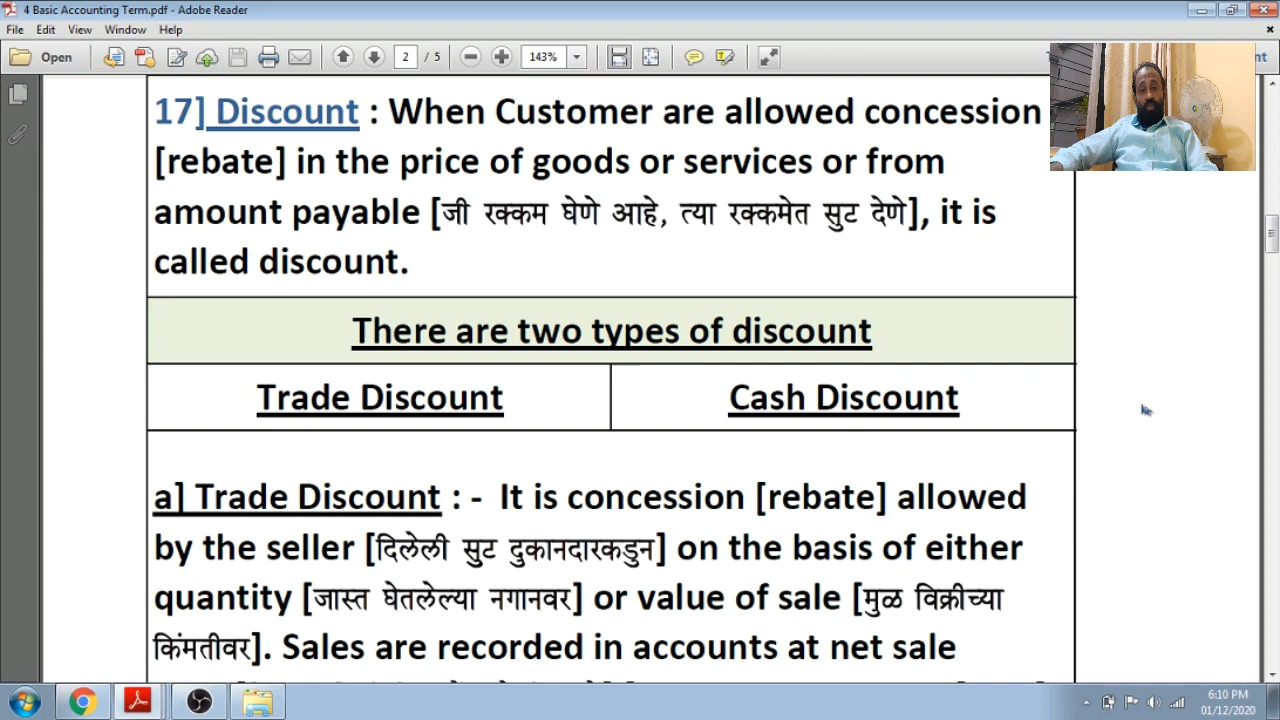 4 Basic Accounting Term.pdf - Adobe Reader
File Edit View Window Help
Open 2 / 5 143%
17] Discount : When Customer are allowed concession
[rebate] in the price of goods or services or from
amount payable [जी रक्कम घेणे आहे, त्या रक्कमेत सुट देणे], it is
called discount.
There are two types of discount
Trade Discount Cash Discount
a] Trade Discount : - It is concession [rebate] allowed
by the seller [दिलेली सुट दुकानदारकडुन] on the basis of either
quantity [जास्त घेतलेल्या नगानवर] or value of sale [मुळ विक्रीच्या
किंमतीवर]. Sales are recorded in accounts at net sale
6:10 PM
01/12/2020